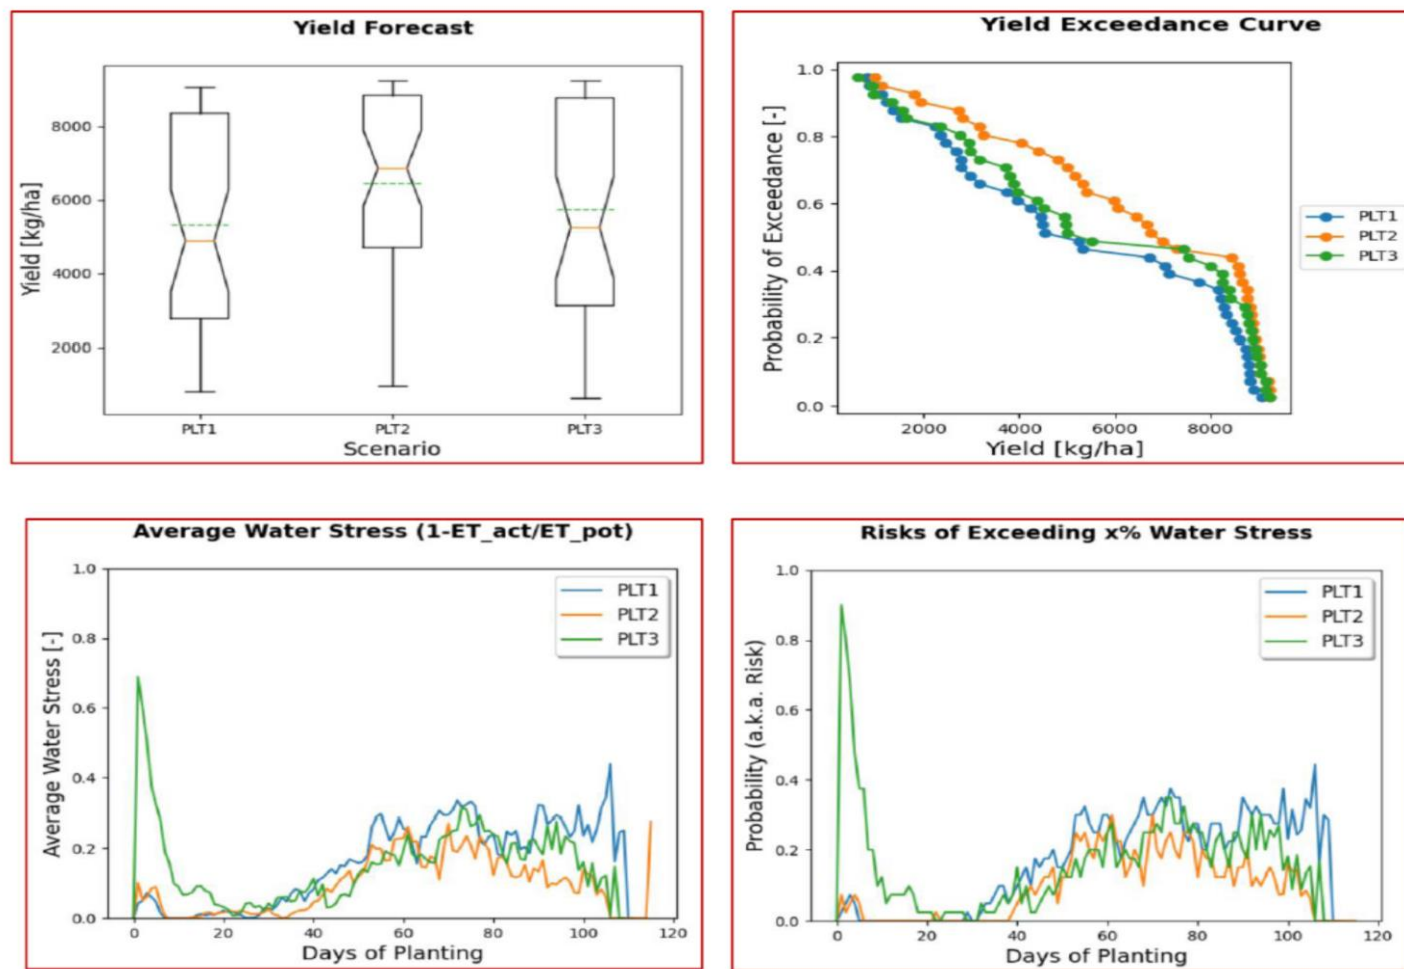 Yield Forecast
Yield [kg/ha]
8000
6000
4000
2000
PLT1 PLT2 PLT3
Scenario
Yield Exceedance Curve
Probability of Exceedance [-]
1.0
0.8
0.6
0.4
0.2
0.0
2000 4000 6000 8000
Yield [kg/ha]
PLT1
PLT2
PLT3
Average Water Stress (1-ET_act/ET_pot)
Average Water Stress [-]
1.0
0.8
0.6
0.4
0.2
0.0
0 20 40 60 80 100 120
Days of Planting
PLT1
PLT2
PLT3
Risks of Exceeding x% Water Stress
Probability (a.k.a. Risk)
1.0
0.8
0.6
0.4
0.2
0.0
0 20 40 60 80 100 120
Days of Planting
PLT1
PLT2
PLT3